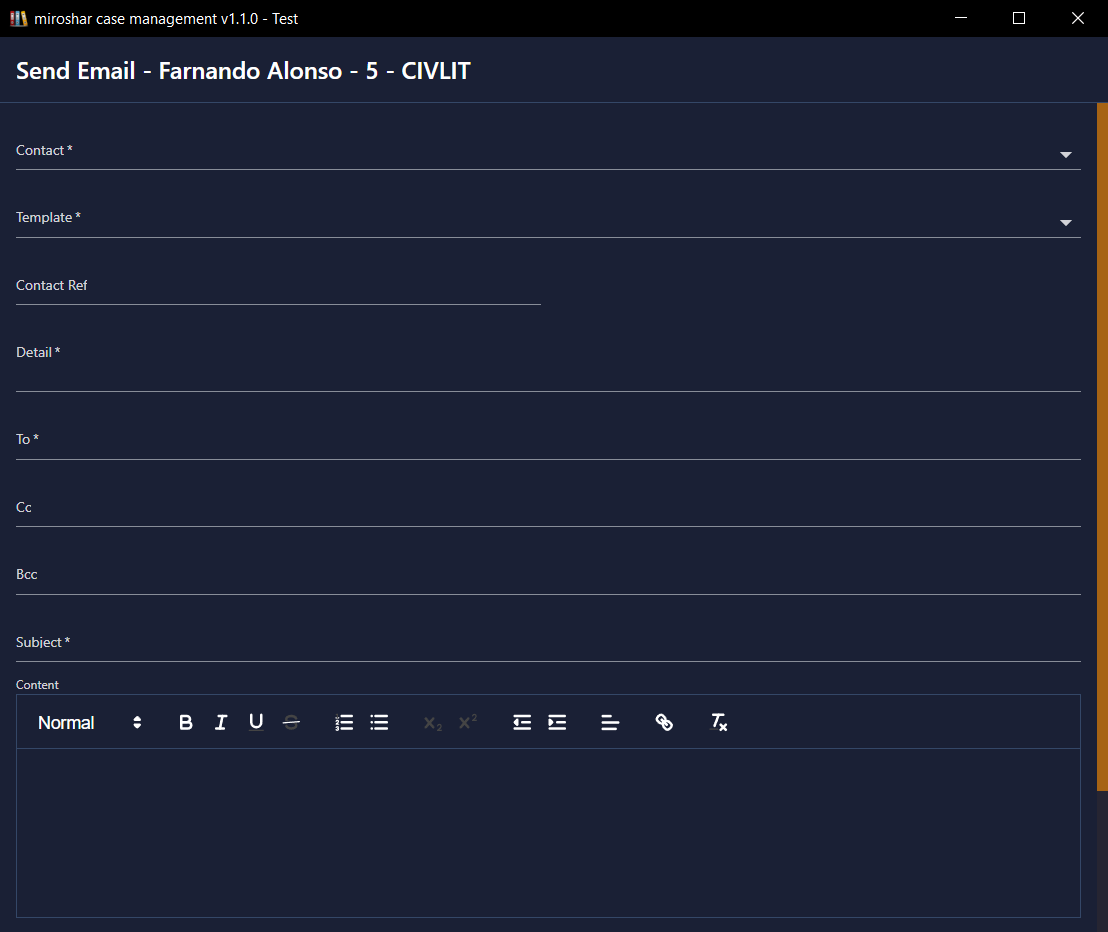 miroshar case management v1.1.0 - Test
Send Email - Farnando Alonso - 5 - CIVLIT
Contact *
Template *
Contact Ref
Detail *
To *
Cc
Bcc
Subject *
Content
Normal